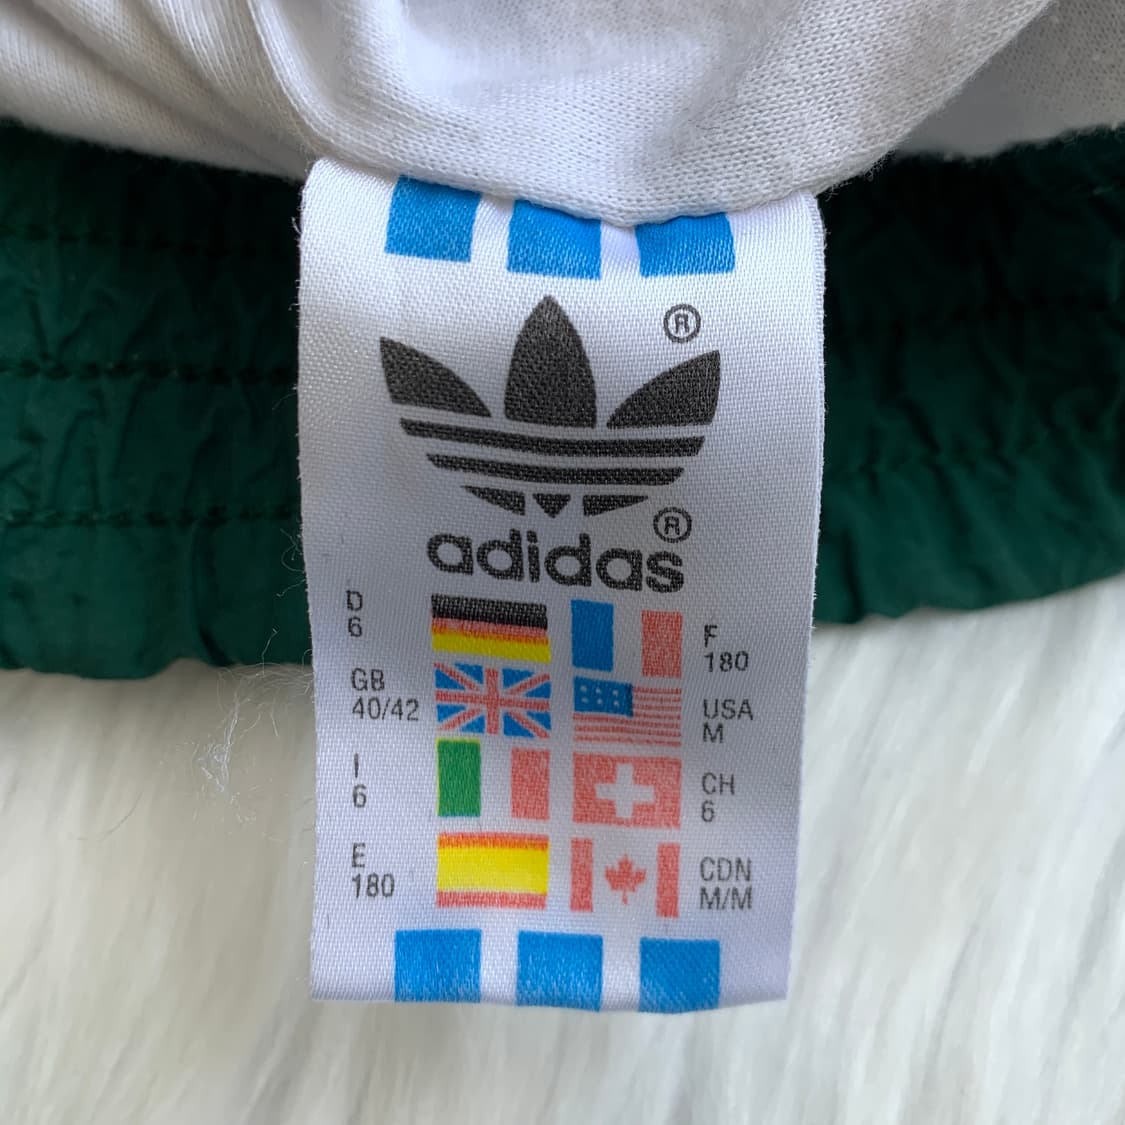 ®
adidas®
D
6
F
180
GB
40/42
USA
M
I
6
CH
6
E
180
CDN
M/M